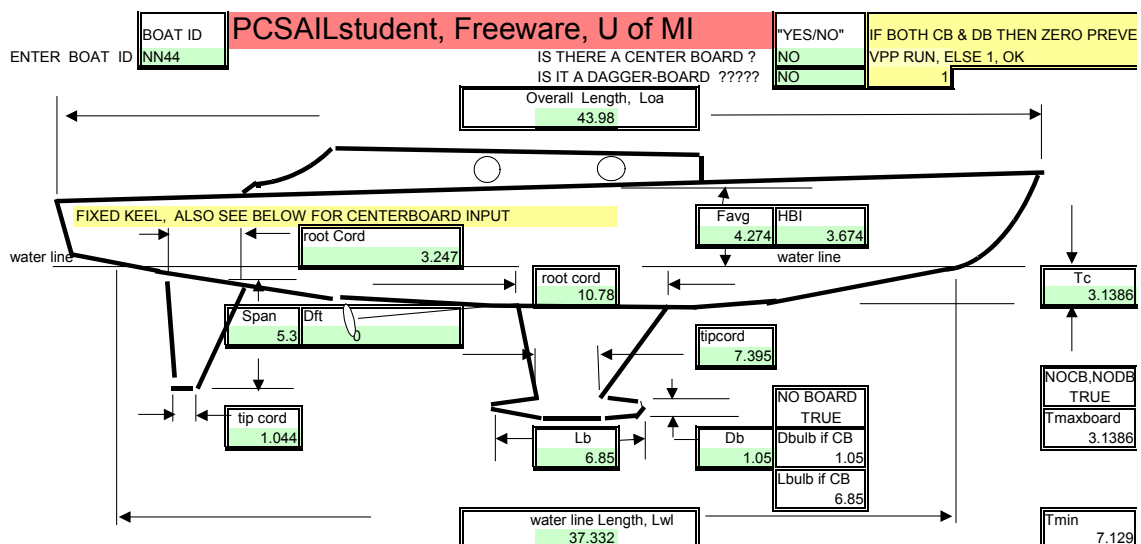 BOAT ID
PCSAILstudent, Freeware, U of MI
"YES/NO"
IF BOTH CB & DB THEN ZERO PREVE
ENTER BOAT ID
NN44
IS THERE A CENTER BOARD ?
NO
VPP RUN, ELSE 1, OK
IS IT A DAGGER-BOARD ?????
NO
1
Overall Length, Loa
43.98
FIXED KEEL, ALSO SEE BELOW FOR CENTERBOARD INPUT
Favg
HBI
4.274
3.674
root Cord
3.247
water line
water line
root cord
10.78
Tc
3.1386
Span
Dft
5.3
0
tipcord
7.395
NOCB,NODB
TRUE
NO BOARD
TRUE
tip cord
1.044
Tmaxboard
3.1386
Lb
6.85
Db
1.05
Dbulb if CB
1.05
Lbulb if CB
6.85
water line Length, Lwl
37.332
Tmin
7.129